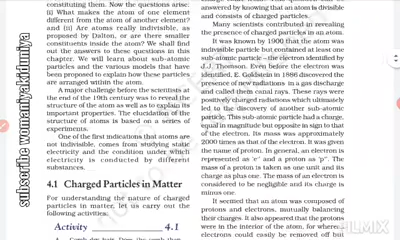 constituting them. Now the questions arise:
(i) What makes the atom of one element
different from the atom of another element?
and (ii) Are atoms really indivisible, as
proposed by Dalton, or are there smaller
constituents inside the atom? We shall find
out the answers to these questions in this
chapter. We will learn about sub-atomic
particles and the various models that have
been proposed to explain how these particles
are arranged within the atom.
A major challenge before the scientists at
the end of the 19th century was to reveal the
structure of the atom as well as to explain its
important properties. The elucidation of the
structure of atoms is based on a series of
experiments.
One of the first indications that atoms are
not indivisible, comes from studying static
electricity and the condition under which
electricity is conducted by different
substances.
4.1 Charged Particles in Matter
For understanding the nature of charged
particles in matter, let us carry out the
following activities:
Activity 4.1
answered by knowing that an atom is divisible
and consists of charged particles.
Many scientists contributed in revealing
the presence of charged particles in an atom.
It was known by 1900 that the atom was
indivisible particle but contained at least one
sub-atomic particle – the electron identified by
J.J. Thomson. Even before the electron was
identified, E. Goldstein in 1886 discovered the
presence of new radiations in a gas discharge
and called them canal rays. These rays were
positively charged radiations which ultimately
led to the discovery of another sub-atomic
particle. This sub-atomic particle had a charge,
equal in magnitude but opposite in sign to that
of the electron. Its mass was approximately
2000 times as that of the electron. It was given
the name of proton. In general, an electron is
represented as 'e' and a proton as 'p'. The
mass of a proton is taken as one unit and its
charge as plus one. The mass of an electron is
considered to be negligible and its charge is
minus one.
It seemed that an atom was composed of
protons and electrons, mutually balancing
their charges. It also appeared that the protons
were in the interior of the atom, for
electrons could easily be removed off but
subscribe womaniya kiduniya